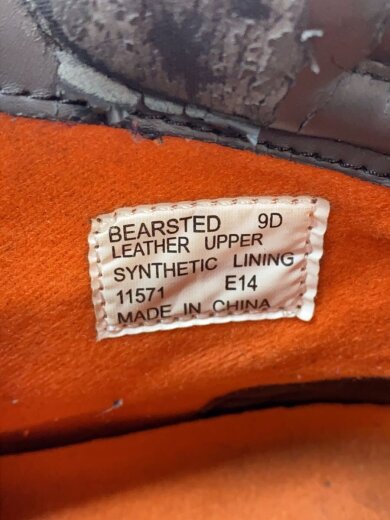 BEARSTED 9D
LEATHER UPPER
SYNTHETIC LINING
11571 E14
MADE IN CHINA